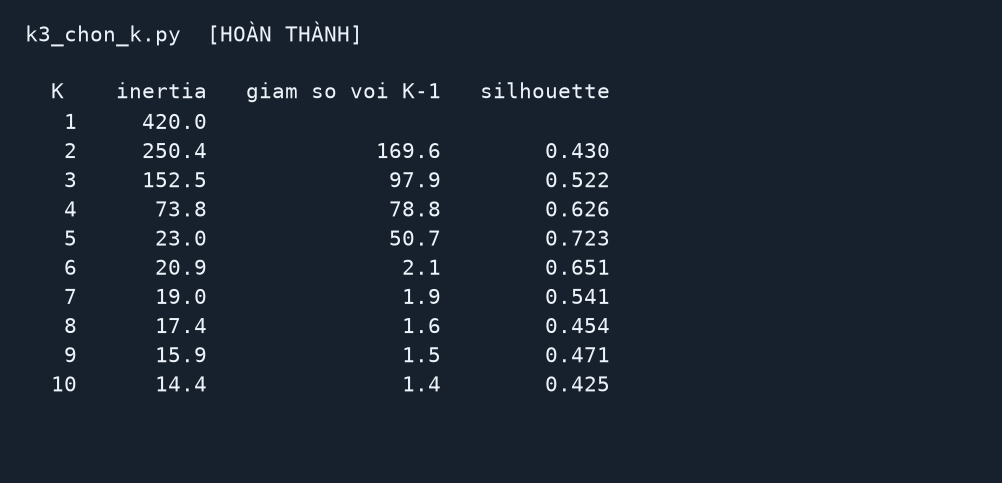 k3_chon_k.py  [HOÀN THÀNH]
K    inertia   giam so voi K-1   silhouette
1     420.0
2     250.4             169.6        0.430
3     152.5              97.9        0.522
4      73.8              78.8        0.626
5      23.0              50.7        0.723
6      20.9               2.1        0.651
7      19.0               1.9        0.541
8      17.4               1.6        0.454
9      15.9               1.5        0.471
10      14.4               1.4        0.425